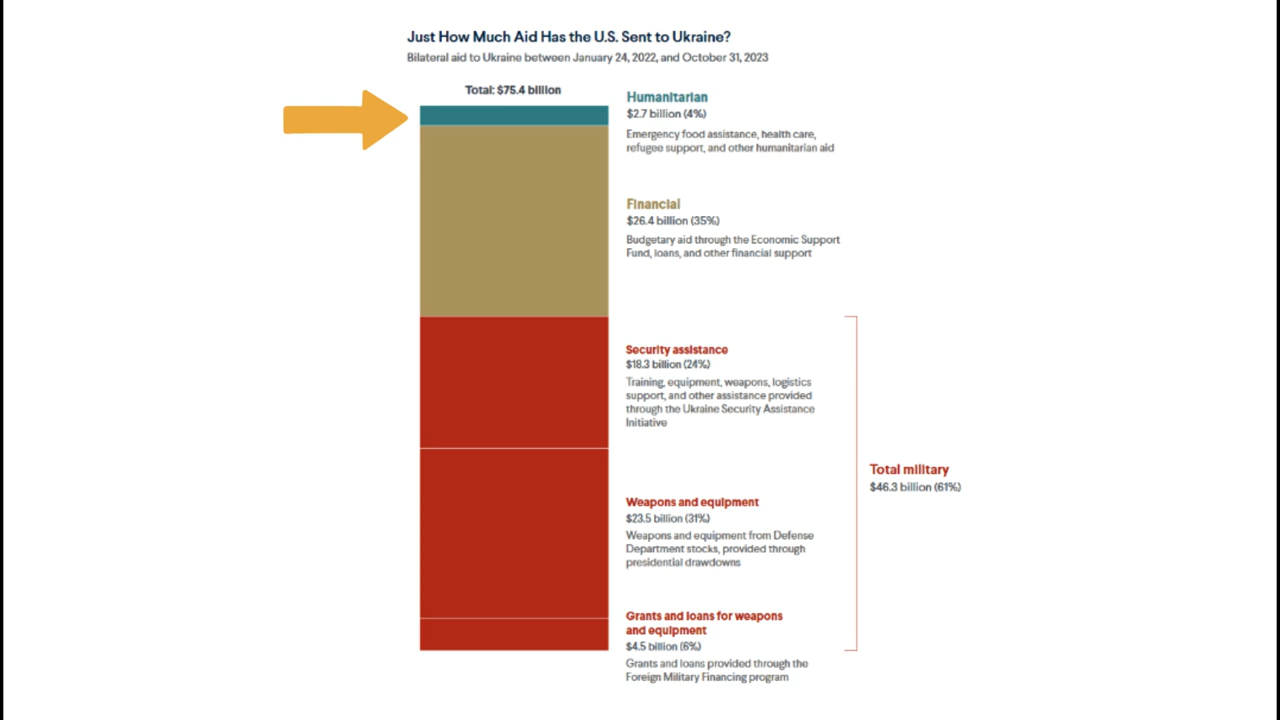 Just How Much Aid Has the U.S. Sent to Ukraine?
Bilateral aid to Ukraine between January 24, 2022, and October 31, 2023
Total: $75.4 billion
Humanitarian
$2.7 billion (4%)
Emergency food assistance, health care,
refugee support, and other humanitarian aid
Financial
$26.4 billion (35%)
Budgetary aid through the Economic Support
Fund, loans, and other financial support
Security assistance
$18.3 billion (24%)
Training, equipment, weapons, logistics
support, and other assistance provided
through the Ukraine Security Assistance
Initiative
Total military
$46.3 billion (61%)
Weapons and equipment
$23.5 billion (31%)
Weapons and equipment from Defense
Department stocks, provided through
presidential drawdowns
Grants and loans for weapons
and equipment
$4.5 billion (6%)
Grants and loans provided through the
Foreign Military Financing program